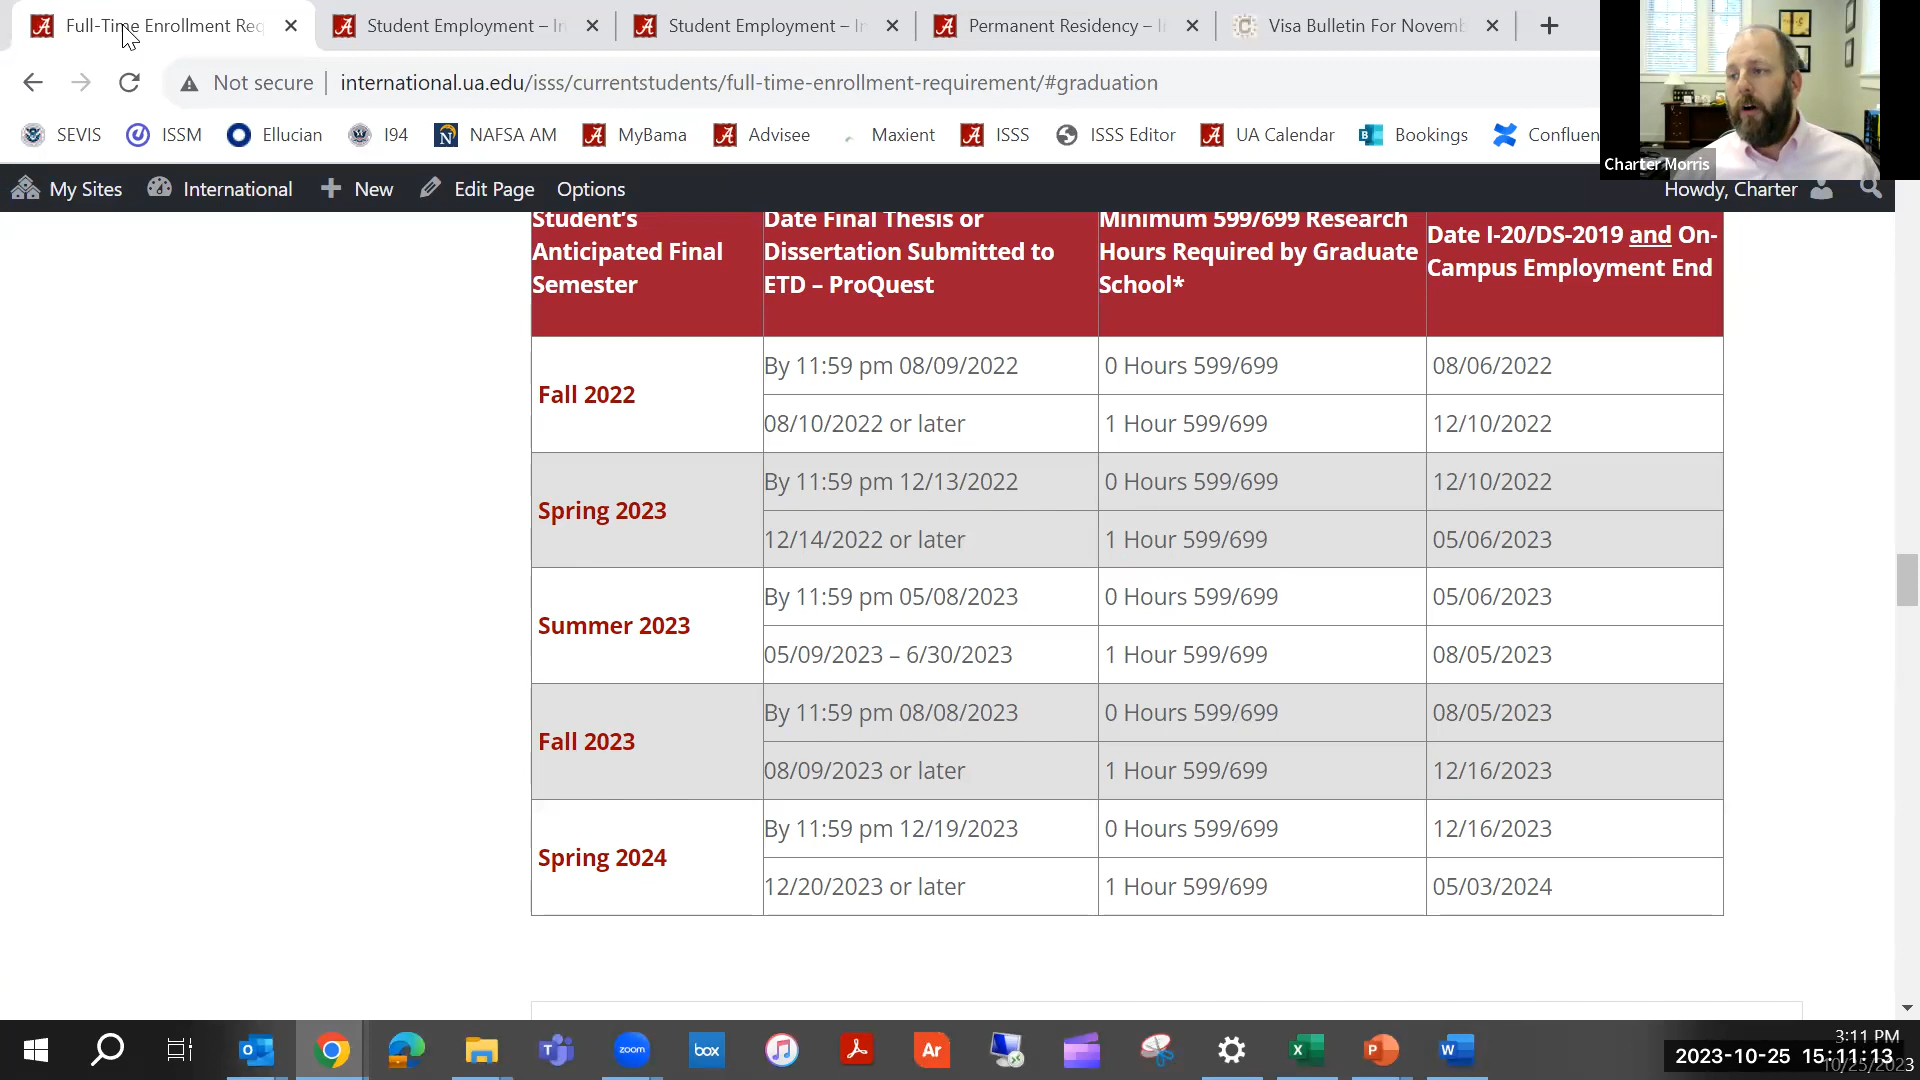 Full-Time Enrollment Req
Student Employment – In
Student Employment – In
Permanent Residency – I
Visa Bulletin For Novemb
Not secure
international.ua.edu/isss/currentstudents/full-time-enrollment-requirement/#graduation
SEVIS
ISSM
Ellucian
I94
NAFSA AM
MyBama
Advisee
Maxient
ISSS
ISSS Editor
UA Calendar
Bookings
Confluen
Charter Morris
My Sites
International
New
Edit Page
Options
Howdy, Charter
Student's
Anticipated Final
Semester
Date Final Thesis or
Dissertation Submitted to
ETD – ProQuest
Minimum 599/699 Research
Hours Required by Graduate
School*
Date I-20/DS-2019 and On-
Campus Employment End
Fall 2022
By 11:59 pm 08/09/2022
0 Hours 599/699
08/06/2022
08/10/2022 or later
1 Hour 599/699
12/10/2022
Spring 2023
By 11:59 pm 12/13/2022
0 Hours 599/699
12/10/2022
12/14/2022 or later
1 Hour 599/699
05/06/2023
Summer 2023
By 11:59 pm 05/08/2023
0 Hours 599/699
05/06/2023
05/09/2023 – 6/30/2023
1 Hour 599/699
08/05/2023
Fall 2023
By 11:59 pm 08/08/2023
0 Hours 599/699
08/05/2023
08/09/2023 or later
1 Hour 599/699
12/16/2023
Spring 2024
By 11:59 pm 12/19/2023
0 Hours 599/699
12/16/2023
12/20/2023 or later
1 Hour 599/699
05/03/2024
zoom
box
Ar
3:11 PM
2023-10-25 15:11:13
10/25/2023